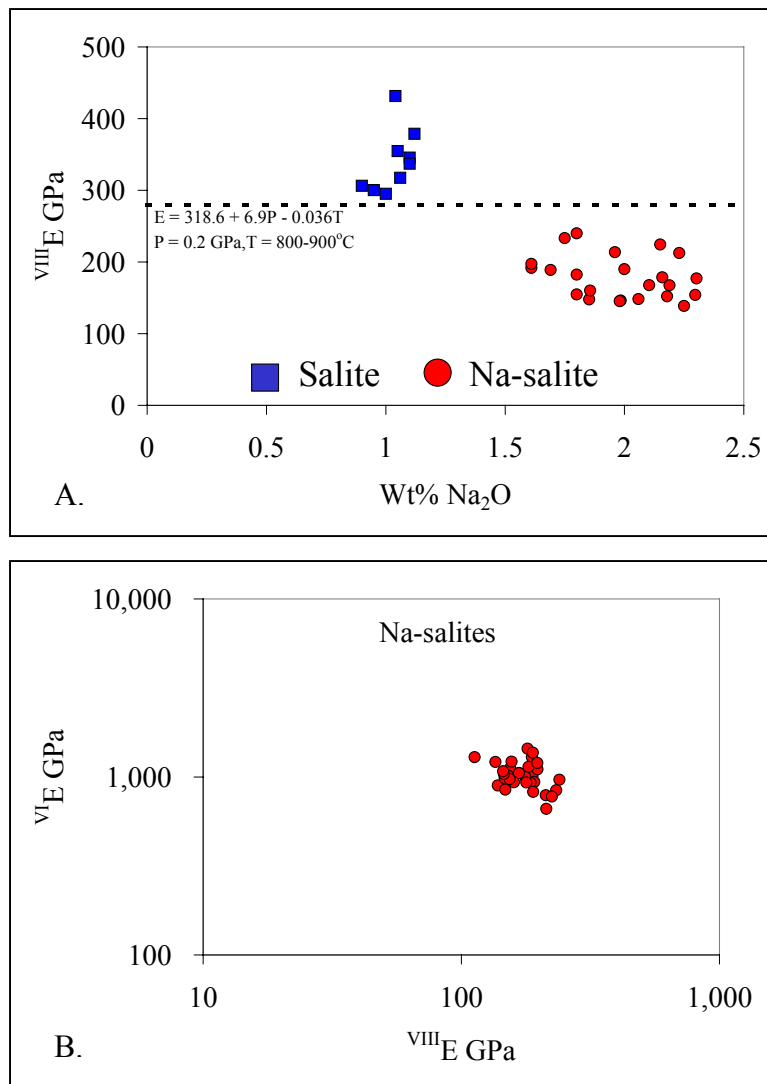 500
400
300
200
100
0
VIIIE GPa
E = 318.6 + 6.9P - 0.036T
P = 0.2 GPa,T = 800-900°C
Salite Na-salite
0 0.5 1 1.5 2 2.5
A. Wt% Na₂O
10,000
Na-salites
1,000
VIE GPa
100
10 100 1,000
B. VIIIE GPa